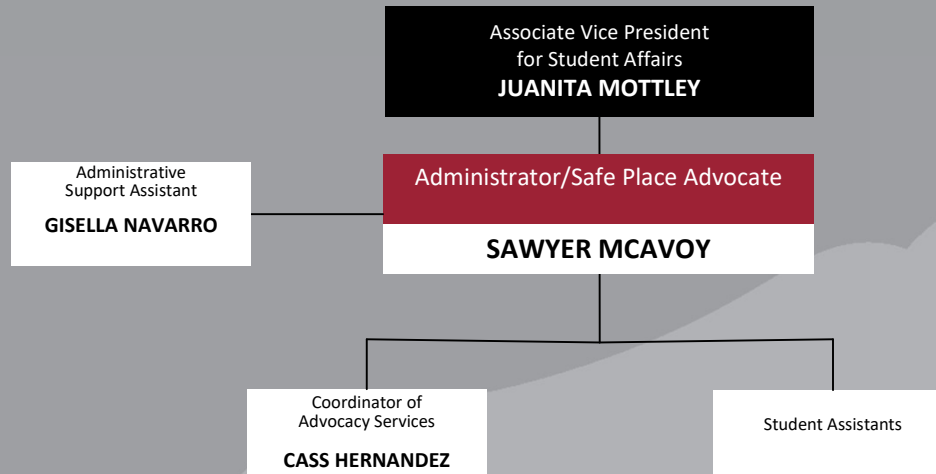 Associate Vice President
for Student Affairs
JUANITA MOTTLEY
Administrator/Safe Place Advocate
SAWYER MCAVOY
Administrative
Support Assistant
GISELLA NAVARRO
Coordinator of
Advocacy Services
CASS HERNANDEZ
Student Assistants